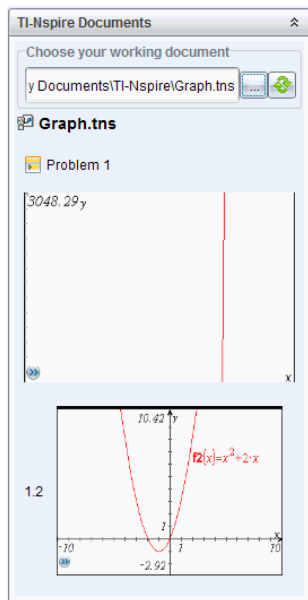 TI-Nspire Documents
Choose your working document
y Documents\TI-Nspire\Graph.tns
...
Graph.tns
Problem 1
3048.29 y
x
1.2
10.42 y
f2(x)=x²+2·x
1
x
-10
1
10
-2.92